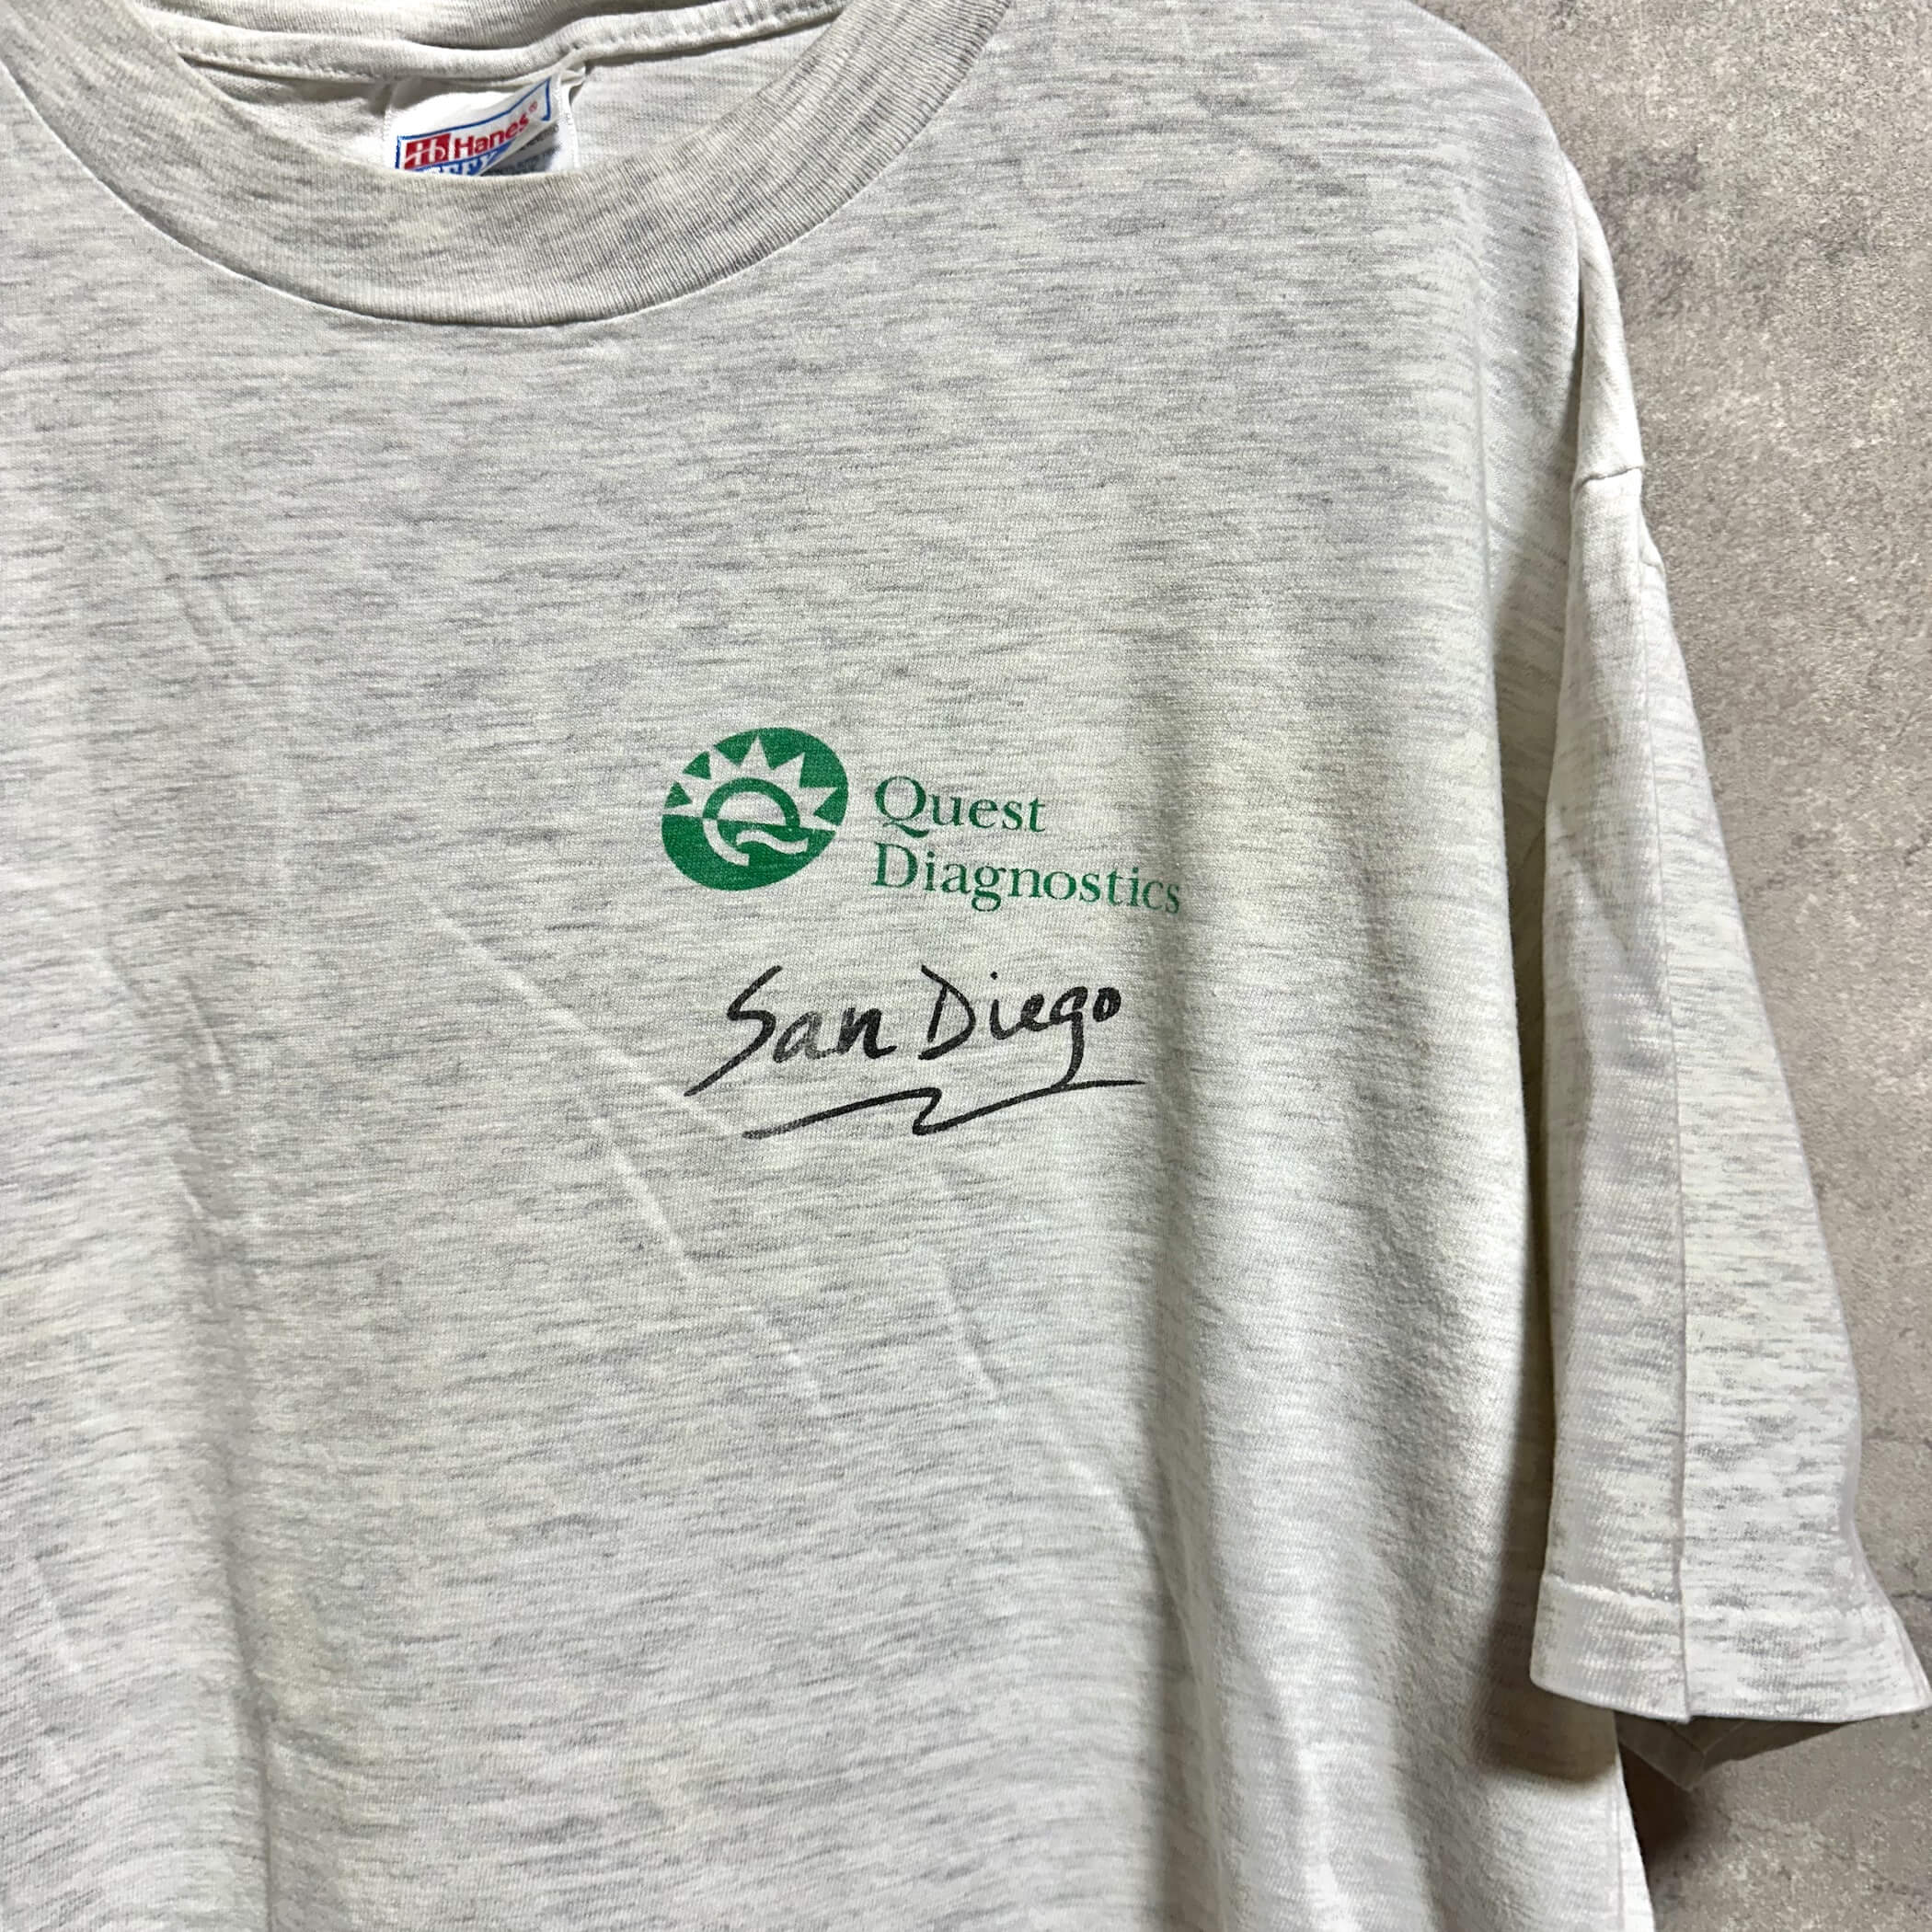 Hanes®
Quest
Diagnostics
San Diego